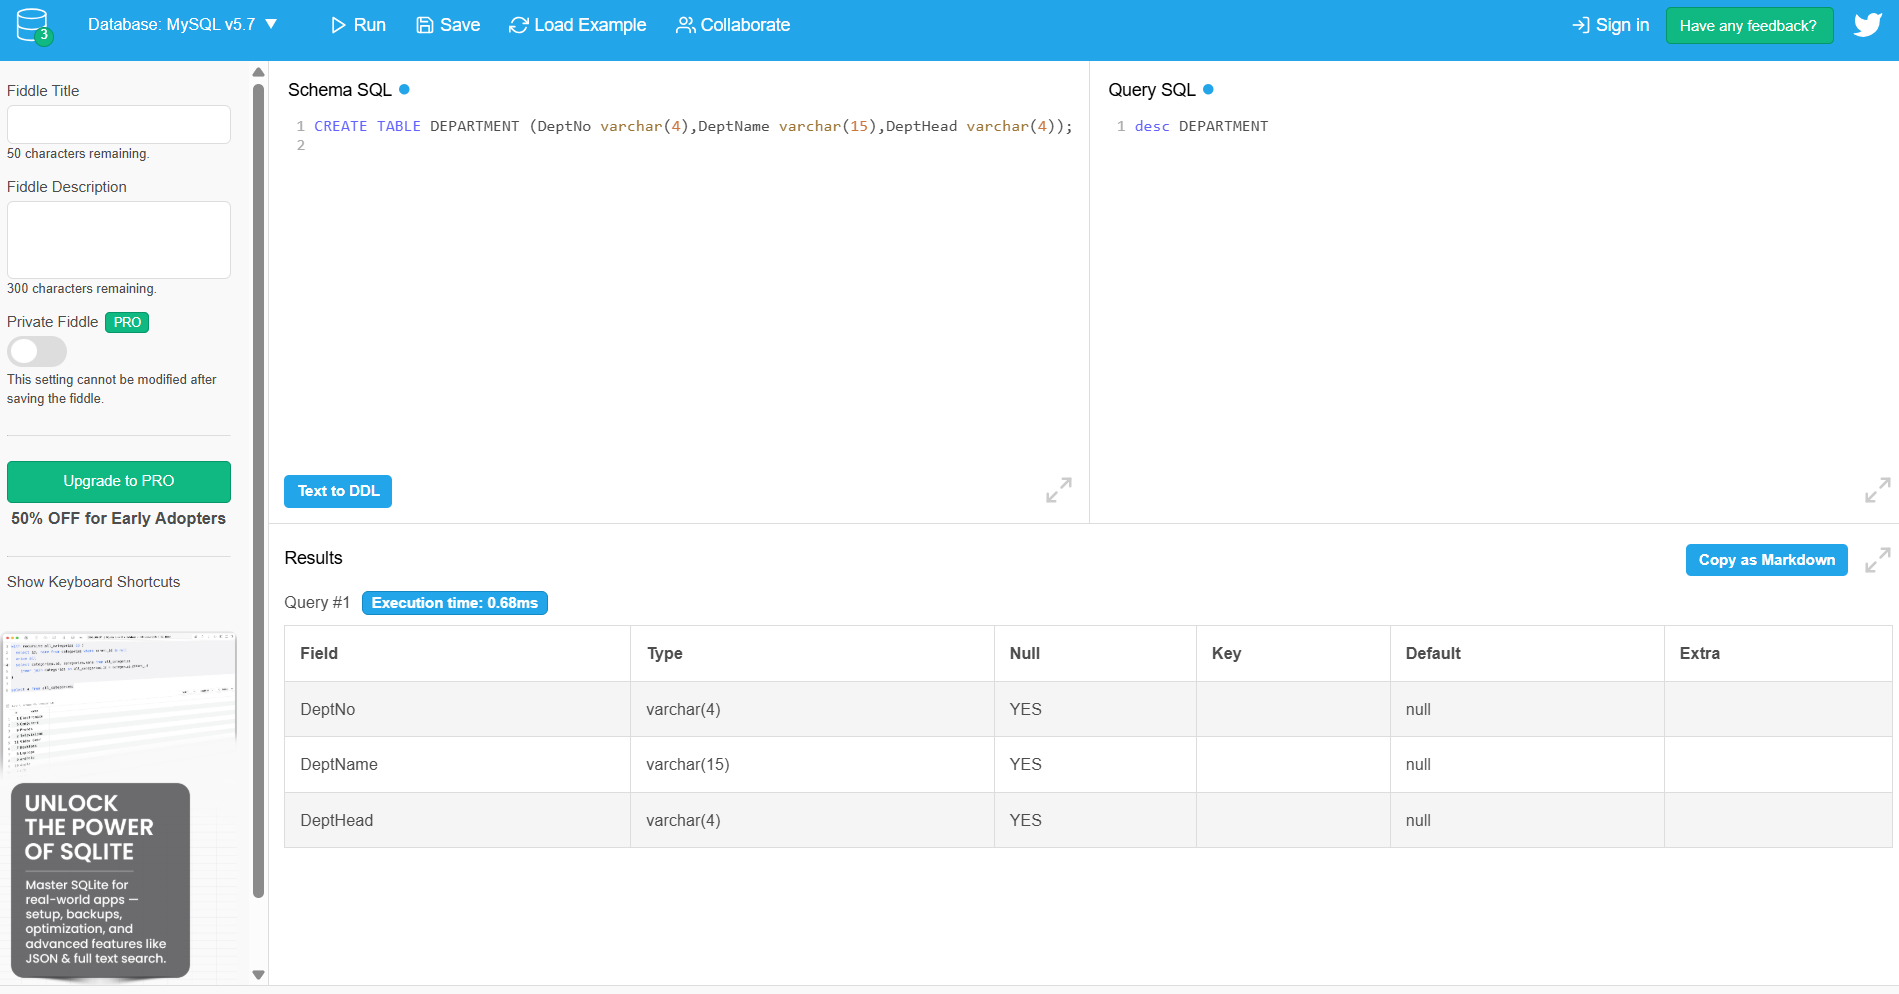 3
Database: MySQL v5.7
Run
Save
Load Example
Collaborate
Sign in
Have any feedback?
Fiddle Title
50 characters remaining.
Fiddle Description
300 characters remaining.
Private Fiddle PRO
This setting cannot be modified after
saving the fiddle.
Upgrade to PRO
50% OFF for Early Adopters
Show Keyboard Shortcuts
UNLOCK
THE POWER
OF SQLITE
Master SQLite for
real-world apps —
setup, backups,
optimization, and
advanced features like
JSON & full text search.
Schema SQL
1 CREATE TABLE DEPARTMENT (DeptNo varchar(4),DeptName varchar(15),DeptHead varchar(4));
2
Text to DDL
Query SQL
1 desc DEPARTMENT
Results
Copy as Markdown
Query #1 Execution time: 0.68ms
Field Type Null Key Default Extra
DeptNo varchar(4) YES null
DeptName varchar(15) YES null
DeptHead varchar(4) YES null